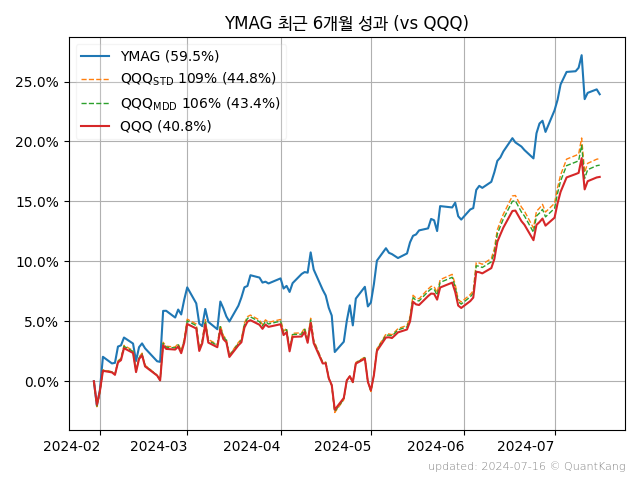 YMAG 최근 6개월 성과 (vs QQQ)
YMAG (59.5%)
QQQSTD 109% (44.8%)
QQQMDD 106% (43.4%)
QQQ (40.8%)
25.0%
20.0%
15.0%
10.0%
5.0%
0.0%
2024-02 2024-03 2024-04 2024-05 2024-06 2024-07
updated: 2024-07-16 © QuantKang